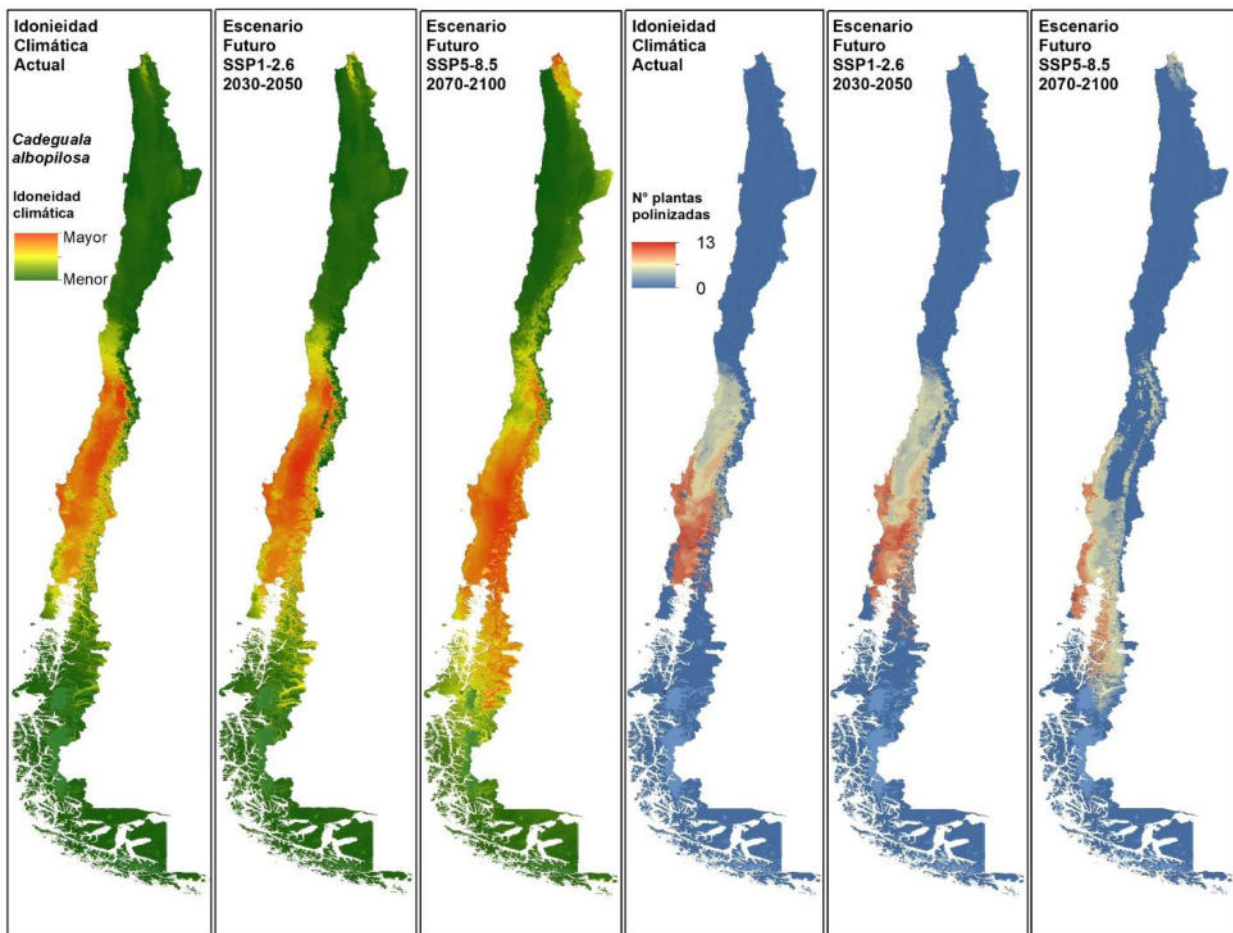 Idonieidad
Climática
Actual
Cadeguala
albopilosa
Idoneidad
climática
Mayor
Menor
Escenario
Futuro
SSP1-2.6
2030-2050
Escenario
Futuro
SSP5-8.5
2070-2100
Idonieidad
Climática
Actual
N° plantas
polinizadas
13
0
Escenario
Futuro
SSP1-2.6
2030-2050
Escenario
Futuro
SSP5-8.5
2070-2100